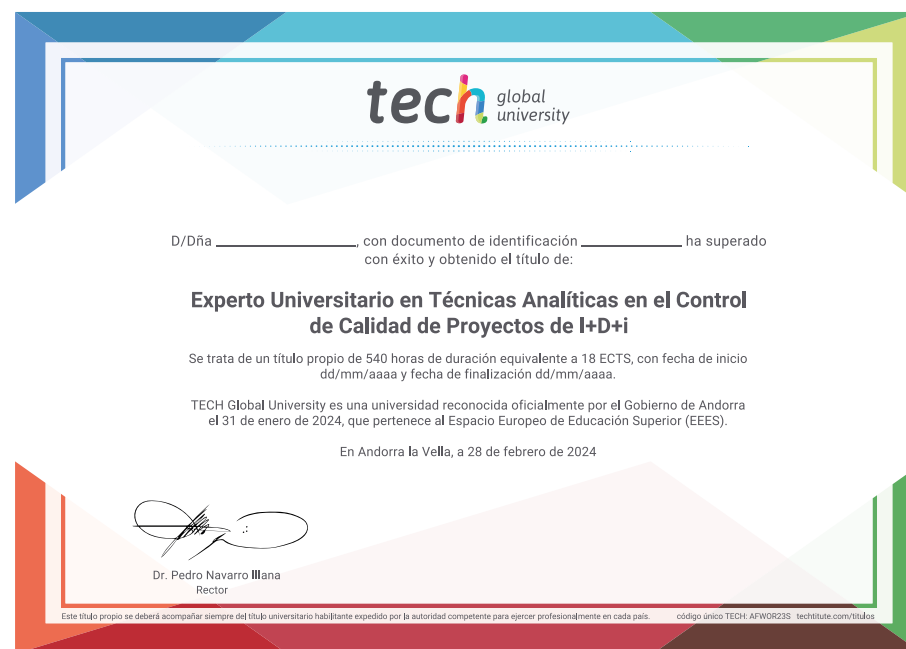 tech global university
D/Dña ______________, con documento de identificación __________ ha superado
con éxito y obtenido el título de:
Experto Universitario en Técnicas Analíticas en el Control
de Calidad de Proyectos de I+D+i
Se trata de un título propio de 540 horas de duración equivalente a 18 ECTS, con fecha de inicio
dd/mm/aaaa y fecha de finalización dd/mm/aaaa.
TECH Global University es una universidad reconocida oficialmente por el Gobierno de Andorra
el 31 de enero de 2024, que pertenece al Espacio Europeo de Educación Superior (EEES).
En Andorra la Vella, a 28 de febrero de 2024
Dr. Pedro Navarro Illana
Rector
Este título propio se deberá acompañar siempre del título universitario habilitante expedido por la autoridad competente para ejercer profesionalmente en cada país. código único TECH: AFWOR23S techtitute.com/titulos